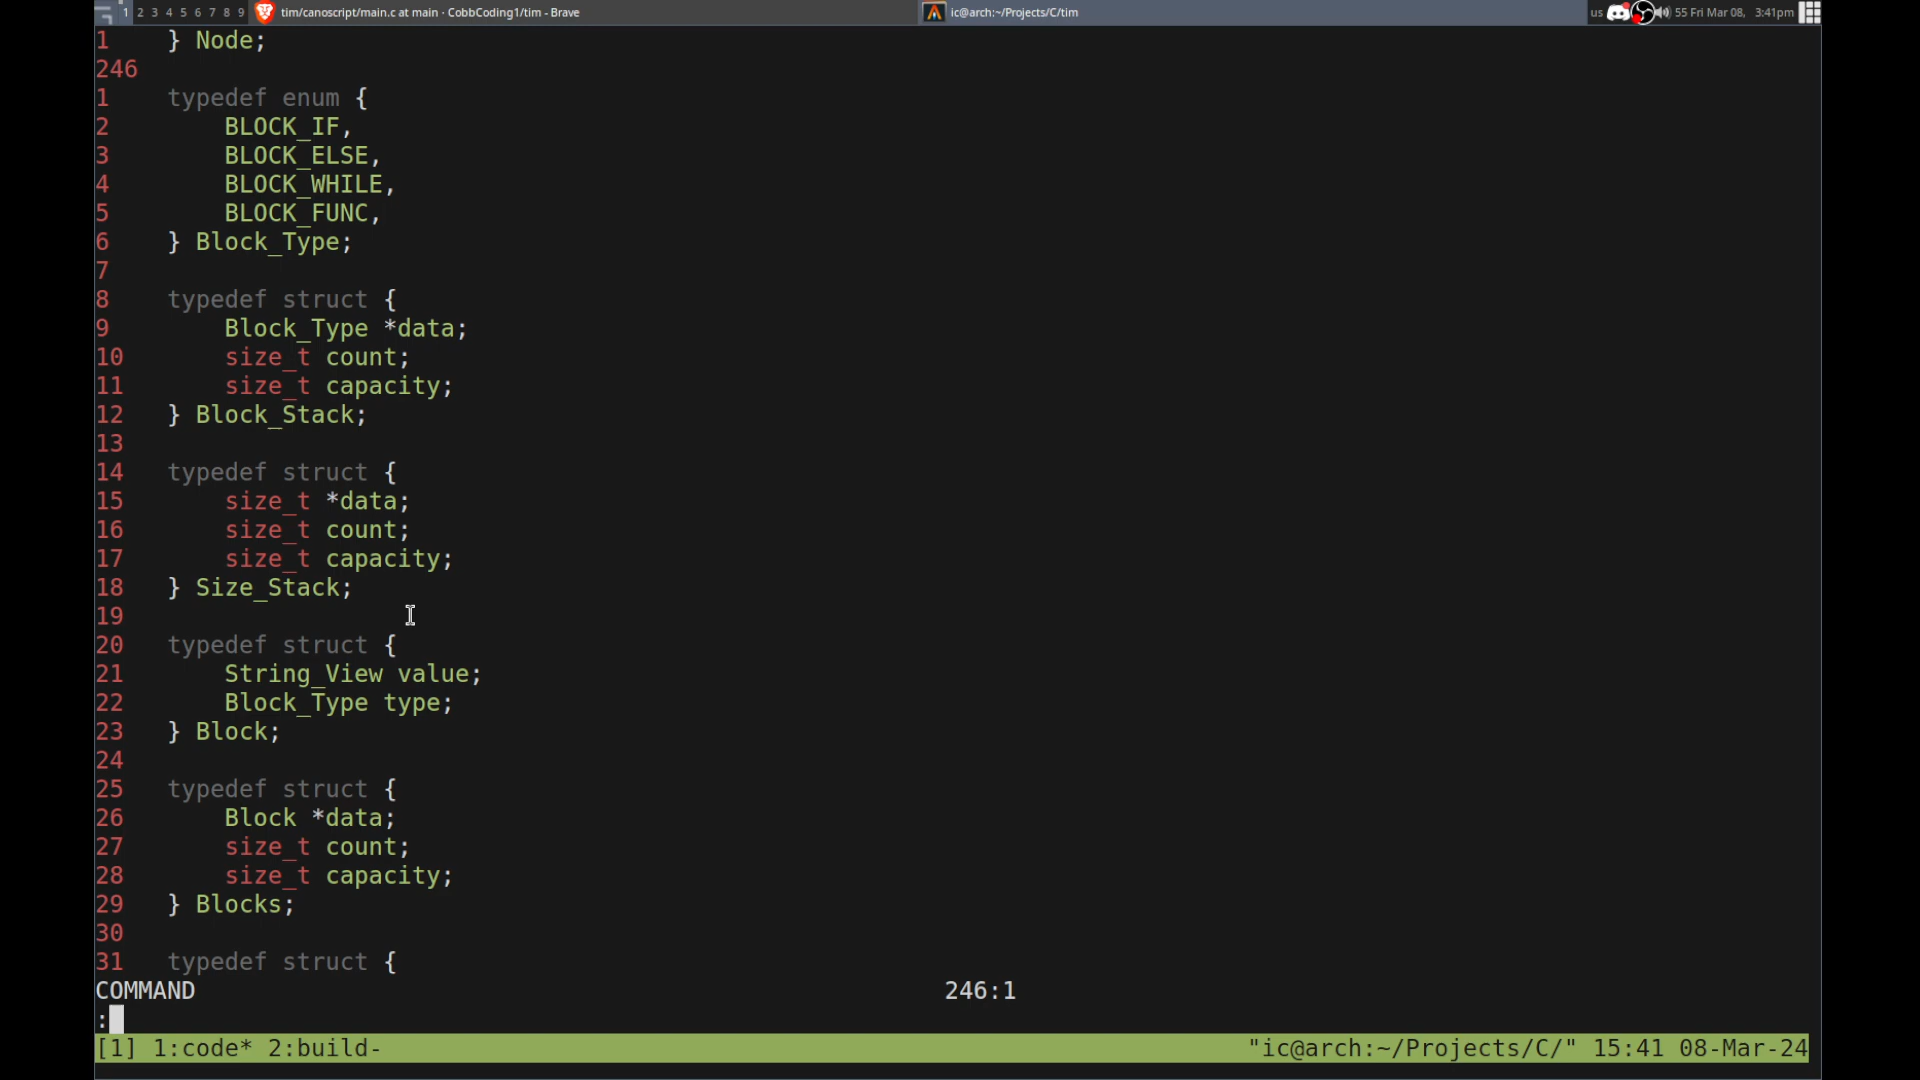 1 2 3 4 5 6 7 8 9 tim/canoscript/main.c at main · CobbCoding1/tim - Brave ic@arch:~/Projects/C/tim us 55 Fri Mar 08, 3:41pm
1 } Node;
246
1 typedef enum {
2 BLOCK_IF,
3 BLOCK_ELSE,
4 BLOCK_WHILE,
5 BLOCK_FUNC,
6 } Block_Type;
7
8 typedef struct {
9 Block_Type *data;
10 size_t count;
11 size_t capacity;
12 } Block_Stack;
13
14 typedef struct {
15 size_t *data;
16 size_t count;
17 size_t capacity;
18 } Size_Stack;
19
20 typedef struct {
21 String_View value;
22 Block_Type type;
23 } Block;
24
25 typedef struct {
26 Block *data;
27 size_t count;
28 size_t capacity;
29 } Blocks;
30
31 typedef struct {
COMMAND 246:1
:
[1] 1:code* 2:build- "ic@arch:~/Projects/C/" 15:41 08-Mar-24